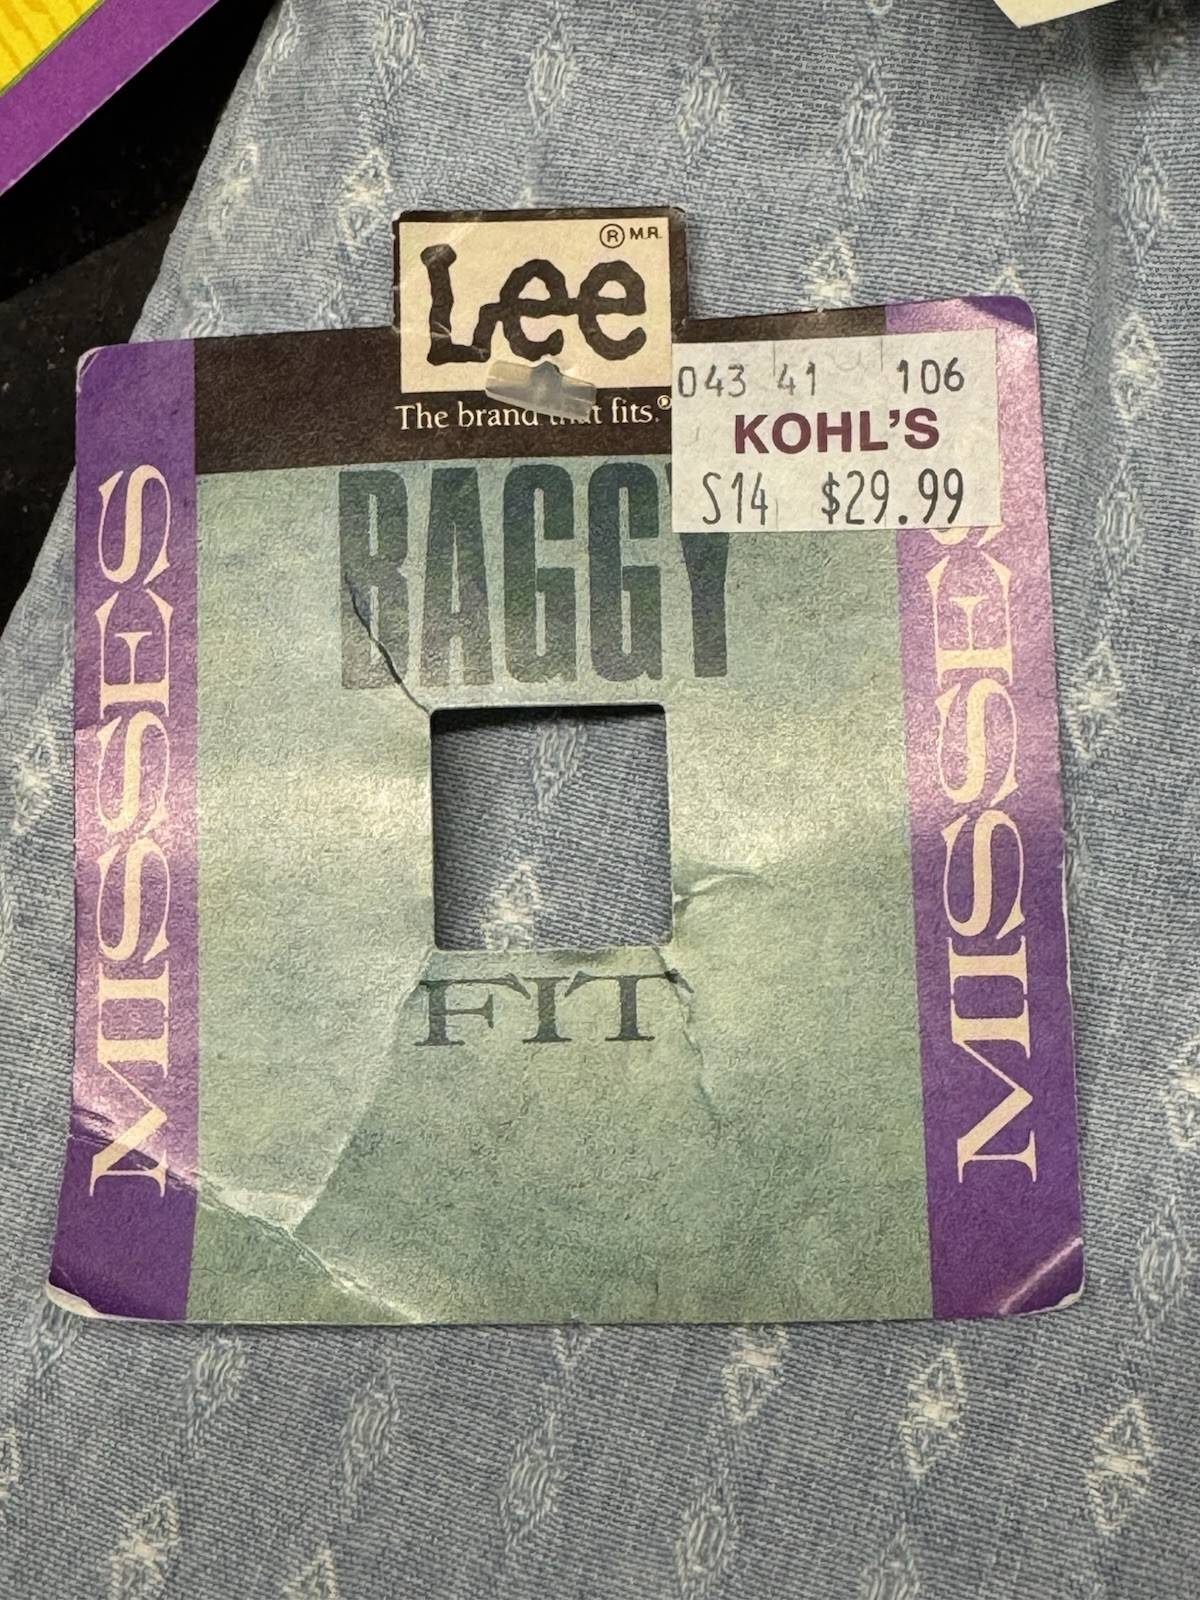 ® M.R.
Lee
The brand that fits.®
043 41 106
KOHL'S
S14 $29.99
BAGGY
FIT
MISSES
MISSES